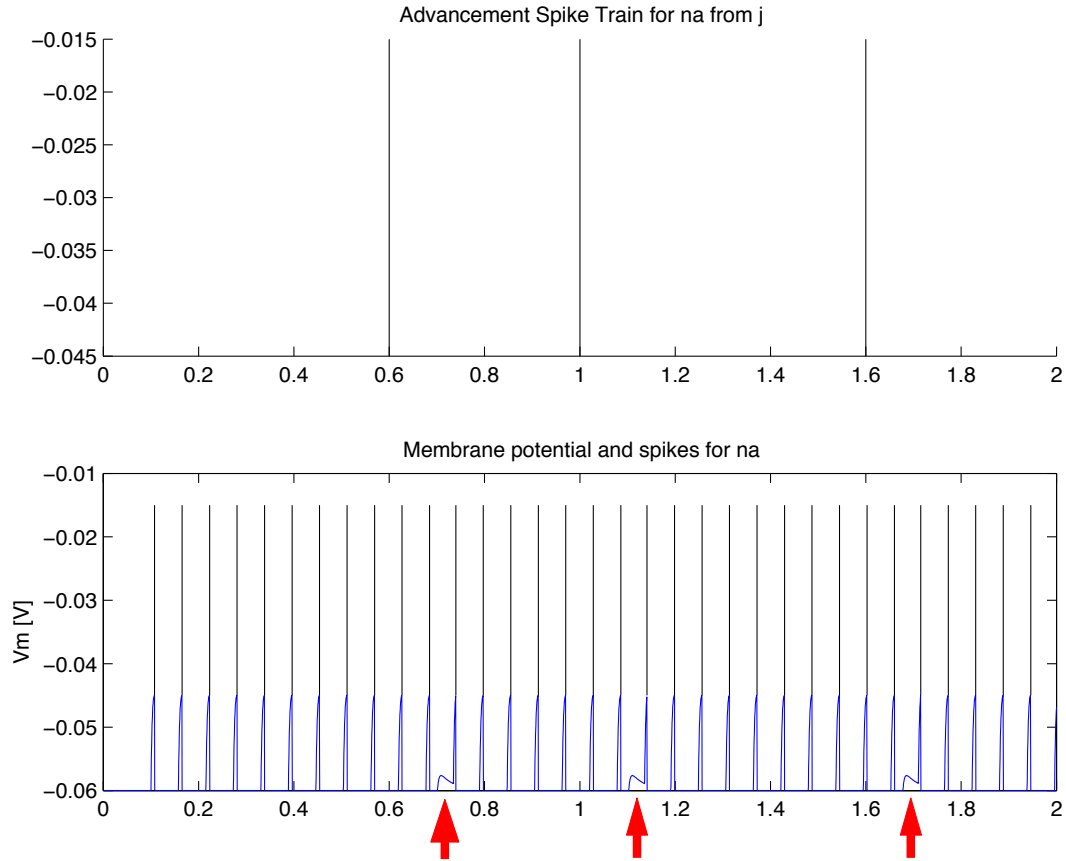 Advancement Spike Train for na from j
−0.015
−0.02
−0.025
−0.03
−0.035
−0.04
−0.045
0 0.2 0.4 0.6 0.8 1 1.2 1.4 1.6 1.8 2
Membrane potential and spikes for na
−0.01
−0.02
−0.03
−0.04
−0.05
−0.06
Vm [V]
0 0.2 0.4 0.6 0.8 1 1.2 1.4 1.6 1.8 2